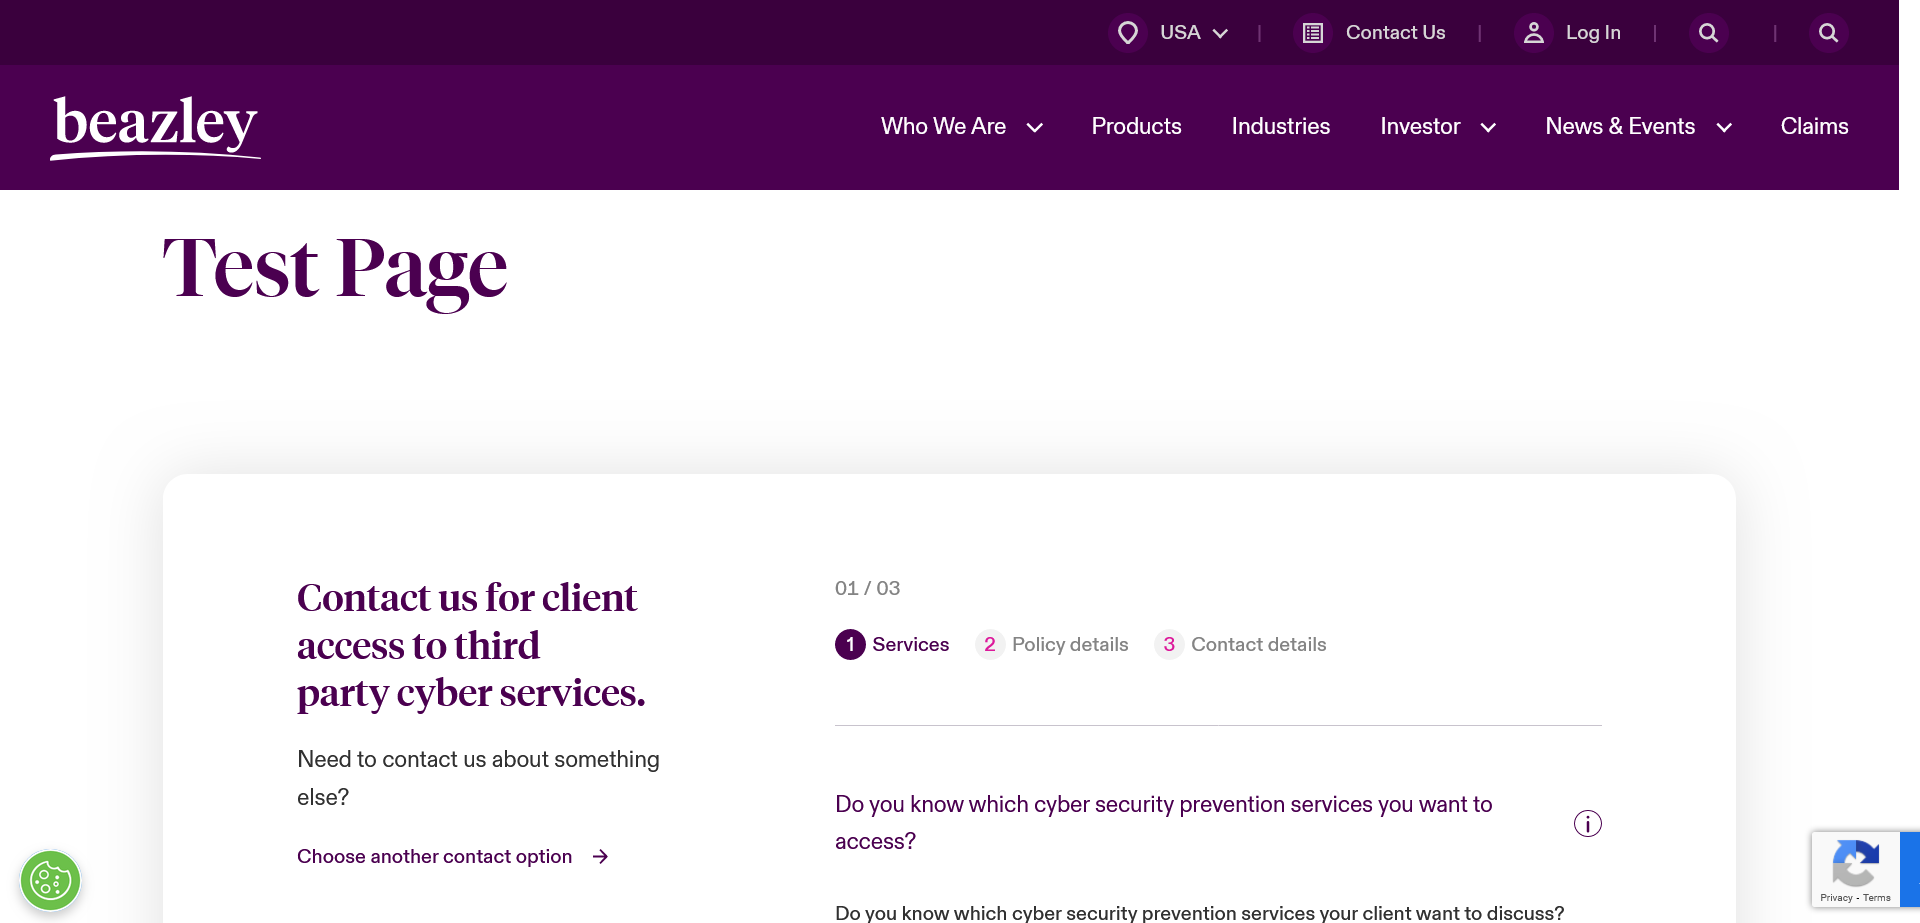 USA
Contact Us
Log In
beazley
Who We Are
Products
Industries
Investor
News & Events
Claims
Test Page
Contact us for client
access to third
party cyber services.
Need to contact us about something
else?
Choose another contact option
01 / 03
1 Services
2 Policy details
3 Contact details
Do you know which cyber security prevention services you want to
access?
Do you know which cyber security prevention services your client want to discuss?
Privacy - Terms